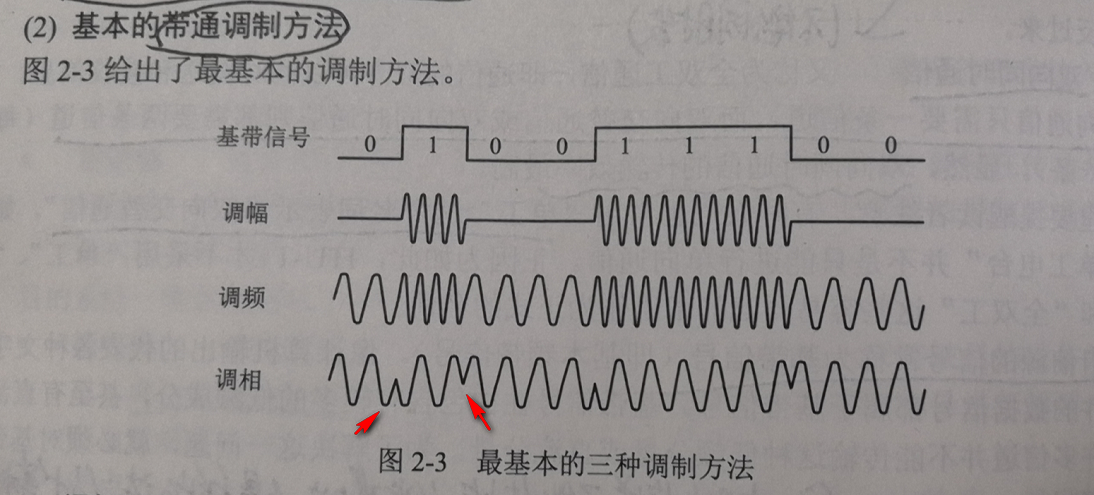 (2) 基本的带通调制方法
图 2-3 给出了最基本的调制方法。
基带信号 0 1 0 0 1 1 1 0 0
调幅
调频
调相
图 2-3 最基本的三种调制方法